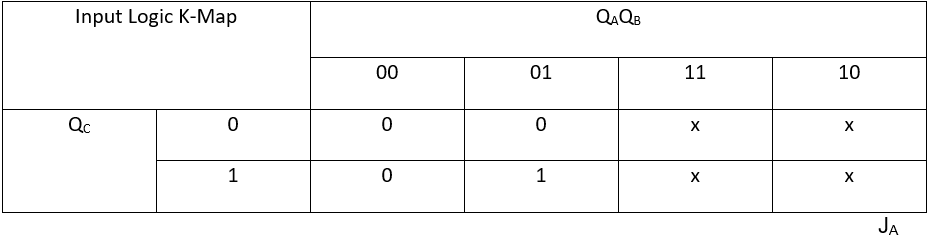 Input Logic K-Map QAQB
00 01 11 10
QC 0 0 0 x x
1 0 1 x x
JA